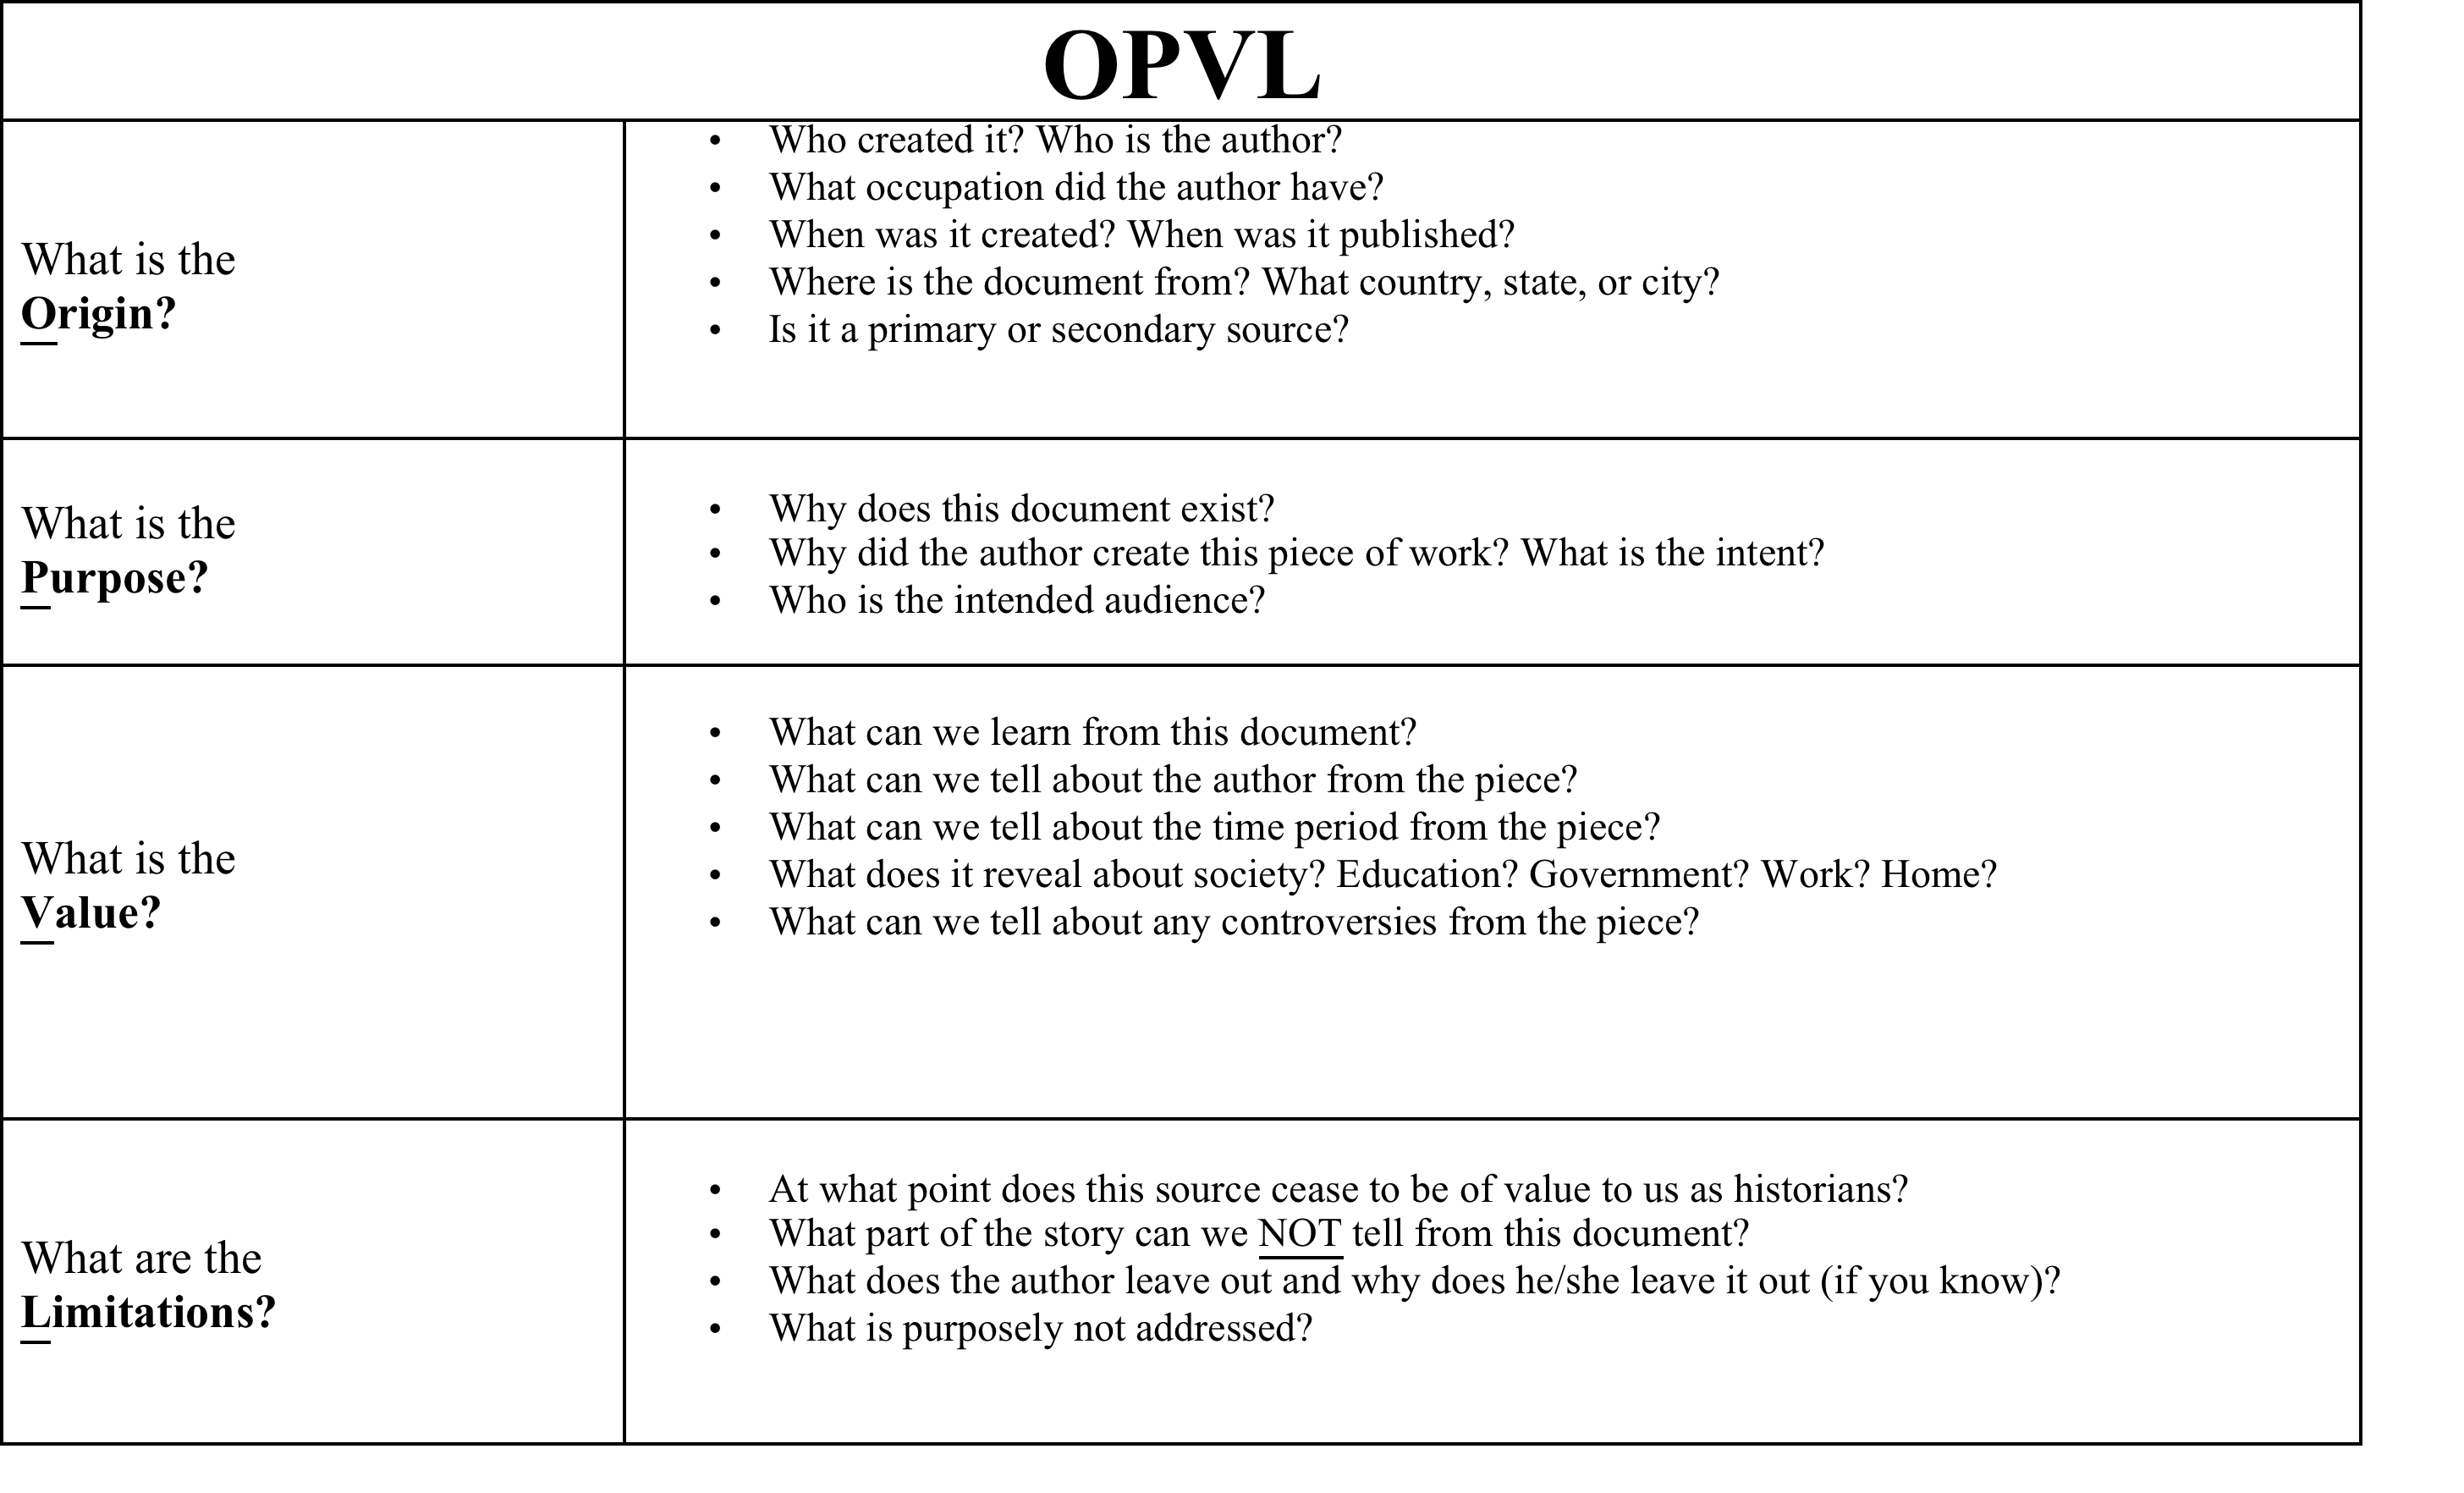 OPVL
What is the
Origin?
• Who created it? Who is the author?
• What occupation did the author have?
• When was it created? When was it published?
• Where is the document from? What country, state, or city?
• Is it a primary or secondary source?
What is the
Purpose?
• Why does this document exist?
• Why did the author create this piece of work? What is the intent?
• Who is the intended audience?
What is the
Value?
• What can we learn from this document?
• What can we tell about the author from the piece?
• What can we tell about the time period from the piece?
• What does it reveal about society? Education? Government? Work? Home?
• What can we tell about any controversies from the piece?
What are the
Limitations?
• At what point does this source cease to be of value to us as historians?
• What part of the story can we NOT tell from this document?
• What does the author leave out and why does he/she leave it out (if you know)?
• What is purposely not addressed?